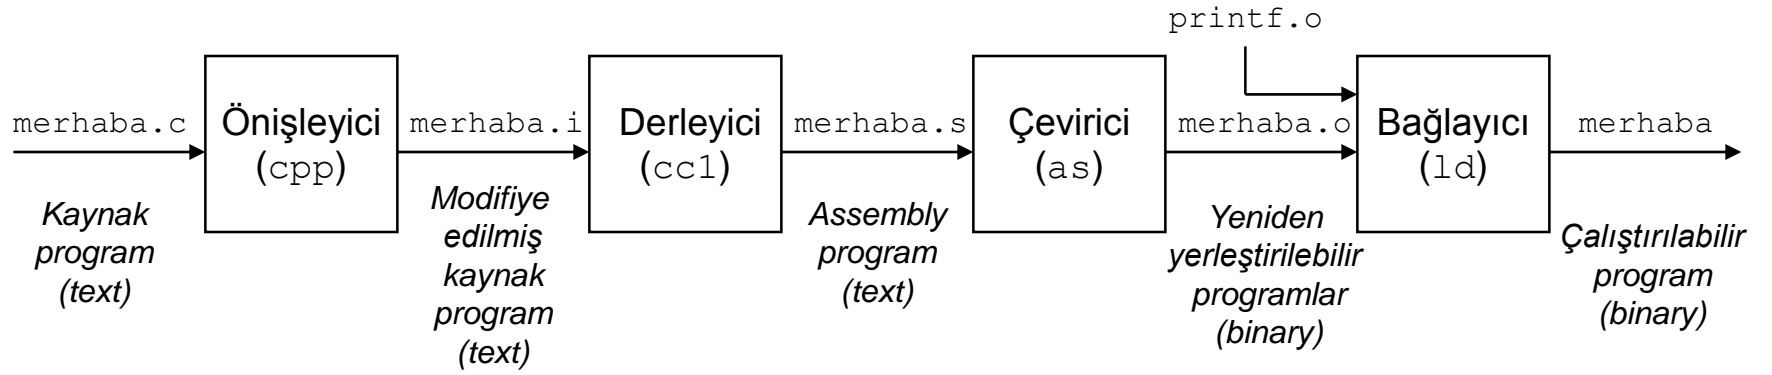 printf.o
merhaba.c
Önişleyici
(cpp)
merhaba.i
Derleyici
(cc1)
merhaba.s
Çevirici
(as)
merhaba.o
Bağlayıcı
(ld)
merhaba
Kaynak
program
(text)
Modifiye
edilmiş
kaynak
program
(text)
Assembly
program
(text)
Yeniden
yerleştirilebilir
programlar
(binary)
Çalıştırılabilir
program
(binary)